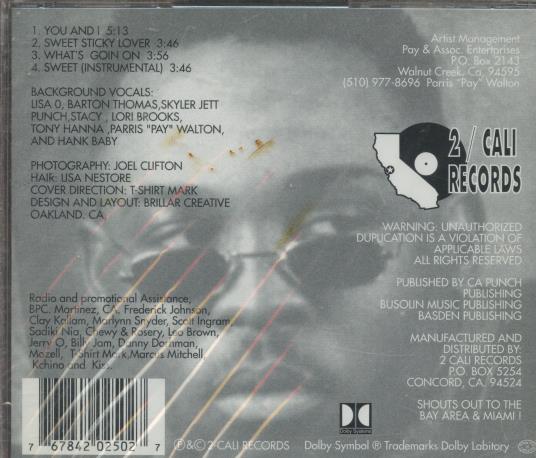 1. YOU AND I 5:13
2. SWEET STICKY LOVER 3:46
3. WHAT'S GOIN ON 3:56
4. SWEET (INSTRUMENTAL) 3:46
BACKGROUND VOCALS:
LISA 0, BARTON THOMAS,SKYLER JETT
PUNCH,STACY , LORI BROOKS,
TONY HANNA ,PARRIS "PAY" WALTON,
AND HANK BABY
PHOTOGRAPHY: JOEL CLIFTON
HAIR: LISA NESTORE
COVER DIRECTION: T-SHIRT MARK
DESIGN AND LAYOUT: BRILLAR CREATIVE
OAKLAND. CA.
Radio and promotional Assistance,
BPC. Martinez, CA. Frederick Johnson,
Clay Kallam, Marlynn Snyder, Scott Ingram
Sadiki Nia, Chewy & Rosery, Leo Brown,
Jerry O, Billy Jam, Danny Dorhman,
Mozell, T-Shirt Mark,Marcus Mitchell,
Kchino and Kiss.
7 67842 02502 7
Artist Management
Pay & Assoc. Enterprises
P.O. Box 2143
Walnut Creek, Ca. 94595
(510) 977-8696 Parris "Pay" Walton
2 / CALI
RECORDS
WARNING: UNAUTHORIZED
DUPLICATION IS A VIOLATION OF
APPLICABLE LAWS
ALL RIGHTS RESERVED
PUBLISHED BY CA PUNCH
PUBLISHING
BUSOLIN MUSIC PUBLISHING
BASDEN PUBLISHING
MANUFACTURED AND
DISTRIBUTED BY:
2 CALI RECORDS
P.O. BOX 5254
CONCORD, CA. 94524
SHOUTS OUT TO THE
BAY AREA & MIAMI !
Dolby Systems
℗&© 2-CALI RECORDS Dolby Symbol ® Trademarks Dolby Labitory